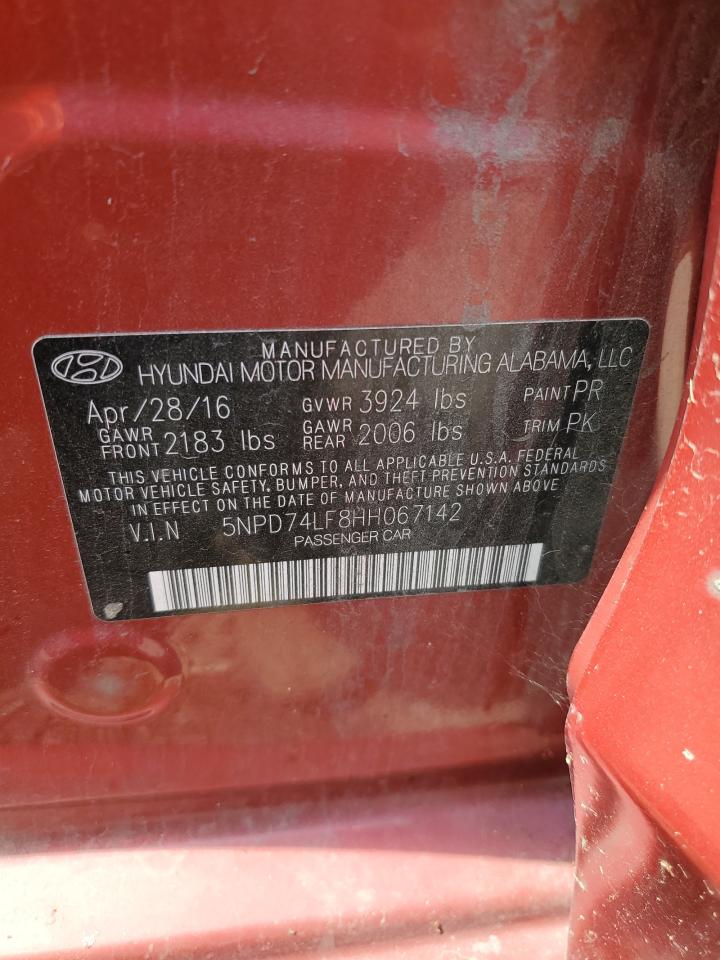 MANUFACTURED BY
HYUNDAI MOTOR MANUFACTURING ALABAMA, LLC
Apr/28/16 GVWR 3924 lbs PAINT PR
GAWR FRONT 2183 lbs GAWR REAR 2006 lbs TRIM PK
THIS VEHICLE CONFORMS TO ALL APPLICABLE U.S.A. FEDERAL
MOTOR VEHICLE SAFETY, BUMPER, AND THEFT PREVENTION STANDARDS
IN EFFECT ON THE DATE OF MANUFACTURE SHOWN ABOVE.
V.I.N 5NPD74LF8HH067142
PASSENGER CAR